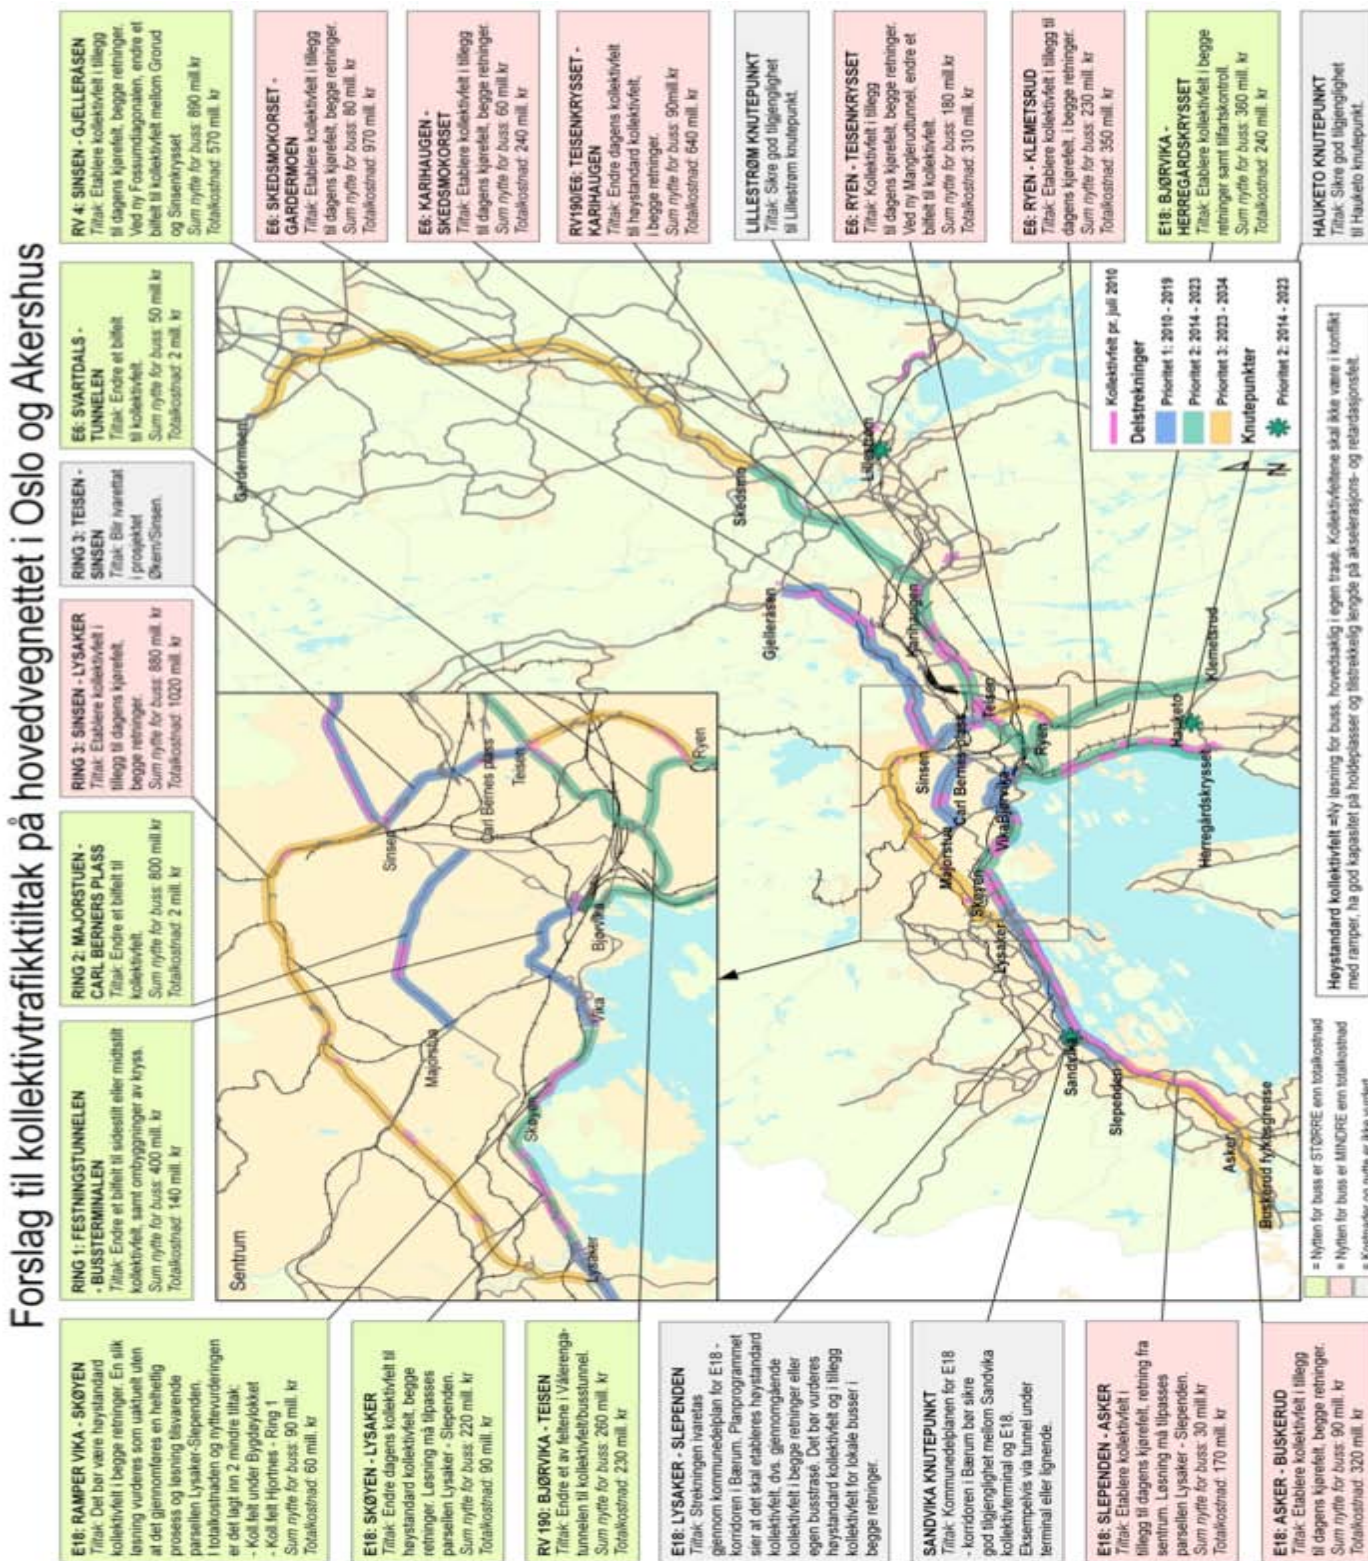 Forslag til kollektivtrafikktiltak på hovedvegnettet i Oslo og Akershus
E18: RAMPER VIKA - SKØYEN
Tiltak: Det bør være høystandard
kollektivfelt i begge retninger. En slik
løsning vurderes som uaktuelt uten
at det gjennomføres en helhetlig
prosess og løsning tilsvarende
parsellen Lysaker-Slependen.
I totalkostnaden og nyttevurderingen
er det lagt inn 2 mindre tiltak:
- Koll.felt under Bygdøylokket
- Koll.felt Hjortnes - Ring 1
Sum nytte for buss: 90 mill. kr
Totalkostnad: 60 mill. kr
RING 1: FESTNINGSTUNNELEN
- BUSSTERMINALEN
Tiltak: Endre et bilfelt til sidestilt eller midtstilt
kollektivfelt, samt ombyggninger av kryss.
Sum nytte for buss: 400 mill. kr
Totalkostnad: 140 mill. kr
RING 2: MAJORSTUEN -
CARL BERNERS PLASS
Tiltak: Endre et bilfelt til
kollektivfelt.
Sum nytte for buss: 800 mill.kr
Totalkostnad: 2 mill. kr
RING 3: SINSEN - LYSAKER
Tiltak: Etablere kollektivfelt i
tillegg til dagens kjørefelt,
begge retninger.
Sum nytte for buss: 880 mill. kr
Totalkostnad: 1020 mill. kr
RING 3: TEISEN -
SINSEN
Tiltak: Blir ivarettat
i prosjektet
Økern/Sinsen.
E6: SVARTDALS -
TUNNELEN
Tiltak: Endre et bilfelt
til kollektivfelt.
Sum nytte for buss: 50 mill.kr
Totalkostnad: 2 mill. kr
RV 4: SINSEN - GJELLERÅSEN
Tiltak: Etablere kollektivfelt i tillegg
til dagens kjørefelt, begge retninger.
Ved ny Fossumdiagonalen, endre et
bilfelt til kollektivfelt mellom Grorud
og Sinsenkrysset
Sum nytte for buss: 890 mill.kr
Totalkostnad: 570 mill. kr
E18: SKØYEN - LYSAKER
Tiltak: Endre dagens kollektivfelt til
høystandard kollektivfelt, begge
retninger. Løsning må tilpasses
parsellen Lysaker - Slependen.
Sum nytte for buss: 220 mill. kr
Totalkostnad: 90 mill. kr
RV 190: BJØRVIKA - TEISEN
Tiltak: Endre et av feltene i Vålerenga-
tunnelen til kollektivfelt/busstunnel.
Sum nytte for buss: 260 mill. kr
Totalkostnad: 230 mill. kr
E18: LYSAKER - SLEPENDEN
Tiltak: Strekningen ivaretas
gjennom kommunedelplan for E18 -
korridoren i Bærum. Planprogrammet
sier at det skal etableres høystandard
kollektivfelt, dvs. gjennomgående
kollektivfelt i begge retninger eller
egen busstrasé. Det bør vurderes
høystandard kollektivfelt og i tillegg
kollektivfelt for lokale busser i
begge retninger.
SANDVIKA KNUTEPUNKT
Tiltak: Kommunedelplanen for E18
- korridoren i Bærum bør sikre
god tilgjenglighet mellom Sandvika
kollektivterminal og E18.
Eksempelvis via tunnel under
terminal eller lignende.
E18: SLEPENDEN - ASKER
Tiltak: Etablere kollektivfelt i
tillegg til dagens kjørefelt, retning fra
sentrum. Løsning må tilpasses
parsellen Lysaker - Slependen.
Sum nytte for buss: 30 mill.kr
Totalkostnad: 170 mill. kr
E18: ASKER - BUSKERUD
Tiltak: Etablere kollektivfelt i tillegg
til dagens kjørefelt, begge retninger.
Sum nytte for buss: 90 mill. kr
Totalkostnad: 320 mill. kr
Sentrum
Sinsen
Carl Bernes plass
Teisen
Majorstua
Ryen
Bjørvika
Vika
Skøyen
Lysaker
Gardermoen
Skedsmo
Lillestrøm
Gjelleråsen
Karihaugen
Sinsen
Carl Bernes plass
Teisen
Majorstua
Ryen
Vika
Bjørvika
Skøyen
Lysaker
Sandvika
Slependen
Asker
Buskerud fylkesgrense
Klemetsrud
Hauketo
Herregårdskrysset
E6: SKEDSMOKORSET -
GARDERMOEN
Tiltak: Etablere kollektivfelt i tillegg
til dagens kjørefelt, begge retninger.
Sum nytte for buss: 80 mill. kr
Totalkostnad: 970 mill. kr
E6: KARIHAUGEN -
SKEDSMOKORSET
Tiltak: Etablere kollektivfelt i tillegg
til dagens kjørefelt, begge retninger.
Sum nytte for buss: 60 mill.kr
Totalkostnad: 240 mill. kr
RV190/E6: TEISENKRYSSET -
KARIHAUGEN
Tiltak: Endre dagens kollektivfelt
til høystandard kollektivfelt,
i begge retninger.
Sum nytte for buss: 90mill.kr
Totalkostnad: 640 mill. kr
LILLESTRØM KNUTEPUNKT
Tiltak: Sikre god tilgjenglighet
til Lillestrøm knutepunkt.
E6: RYEN - TEISENKRYSSET
Tiltak: Kollektivfelt i tillegg
til dagens kjørefelt, begge retninger.
Ved ny Manglerudtunnel, endre et
bilfelt til kollektivfelt.
Sum nytte for buss: 180 mill.kr
Totalkostnad: 310 mill. kr
E6: RYEN - KLEMETSRUD
Tiltak: Etablere kollektivfelt i tillegg til
dagens kjørefelt, i begge retninger.
Sum nytte for buss: 230 mill. kr
Totalkostnad: 350 mill. kr
E18: BJØRVIKA -
HERREGÅRDSKRYSSET
Tiltak: Etablere kollektivfelt i begge
retninger samt tilfartskontroll.
Sum nytte for buss: 360 mill. kr
Totalkostnad: 240 mill. kr
HAUKETO KNUTEPUNKT
Tiltak: Sikre god tilgjenglighet
til Hauketo knutepunkt.
Kollektivfelt pr. juli 2010
Delstrekninger
Prioritet 1: 2010 - 2019
Prioritet 2: 2014 - 2023
Prioritet 3: 2023 - 2034
Knutepunkter
Prioritet 2: 2014 - 2023
N
= Nytten for buss er STØRRE enn totalkostnad
= Nytten for buss er MINDRE enn totalkostnad
= Kostnader og nytte er ikke vurdert
Høystandard kollektivfelt =Ny løsning for buss, hovedsaklig i egen trasé. Kollektivfeltene skal ikke være i konflikt
med ramper, ha god kapasitet på holdeplasser og tilstrekkelig lengde på akselerasjons- og retardasjonsfelt.